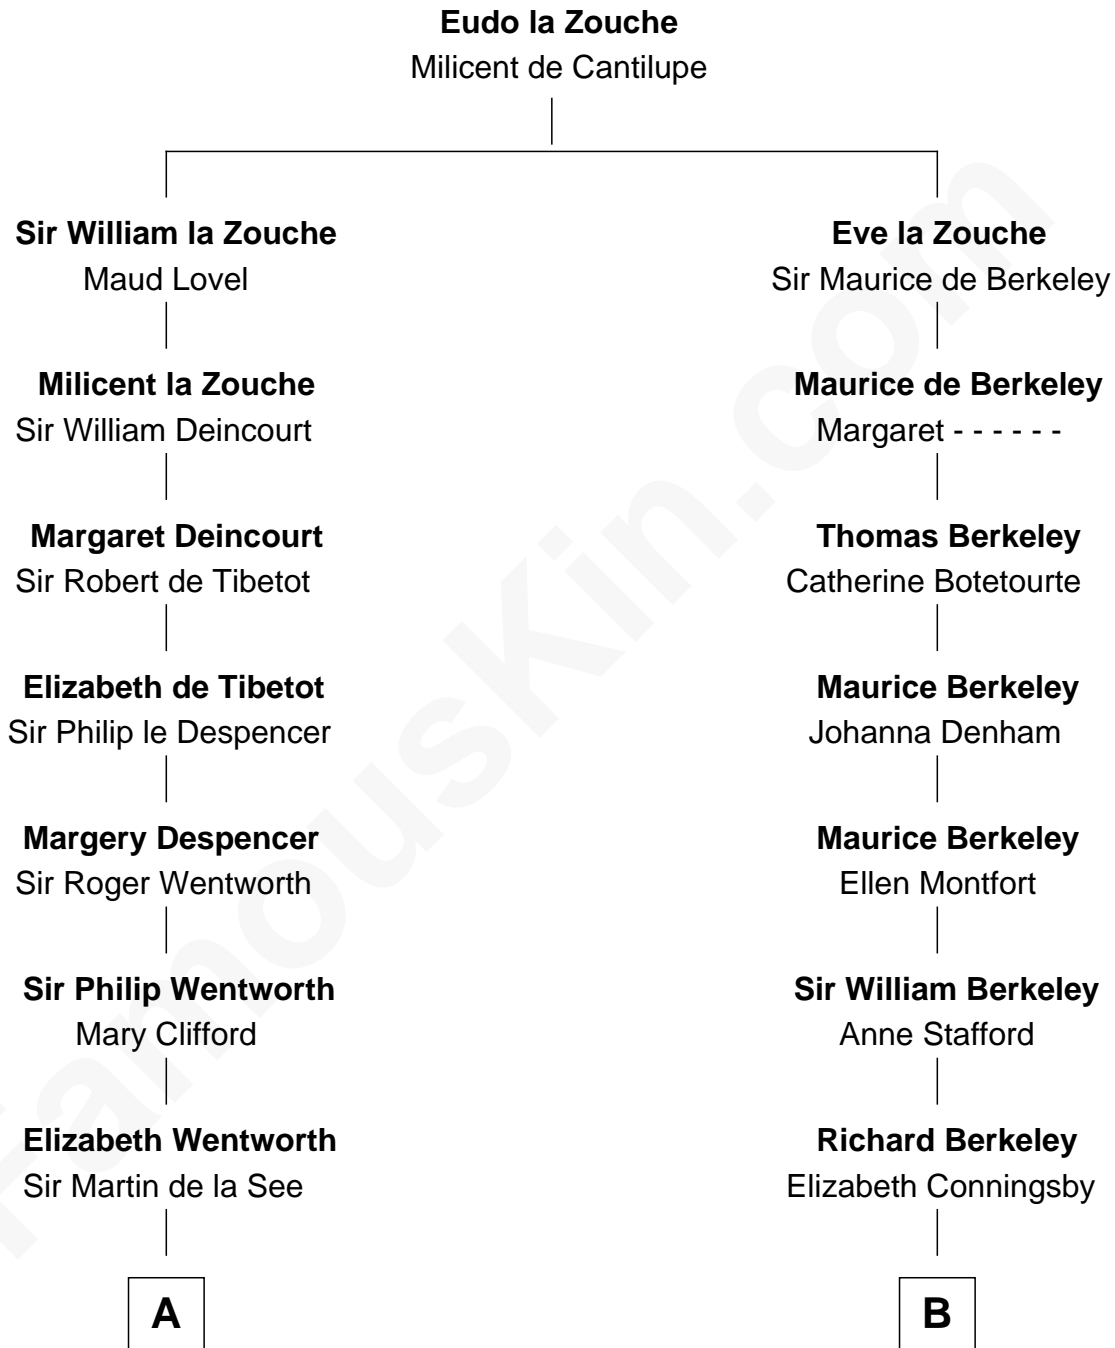 Eudo la Zouche
Milicent de Cantilupe
Sir William la Zouche
Maud Lovel
Eve la Zouche
Sir Maurice de Berkeley
Milicent la Zouche
Sir William Deincourt
Maurice de Berkeley
Margaret - - - - - -
Margaret Deincourt
Sir Robert de Tibetot
Thomas Berkeley
Catherine Botetourte
Elizabeth de Tibetot
Sir Philip le Despencer
Maurice Berkeley
Johanna Denham
Margery Despencer
Sir Roger Wentworth
Maurice Berkeley
Ellen Montfort
Sir Philip Wentworth
Mary Clifford
Sir William Berkeley
Anne Stafford
Elizabeth Wentworth
Sir Martin de la See
Richard Berkeley
Elizabeth Conningsby
A
B
FamousKin.com